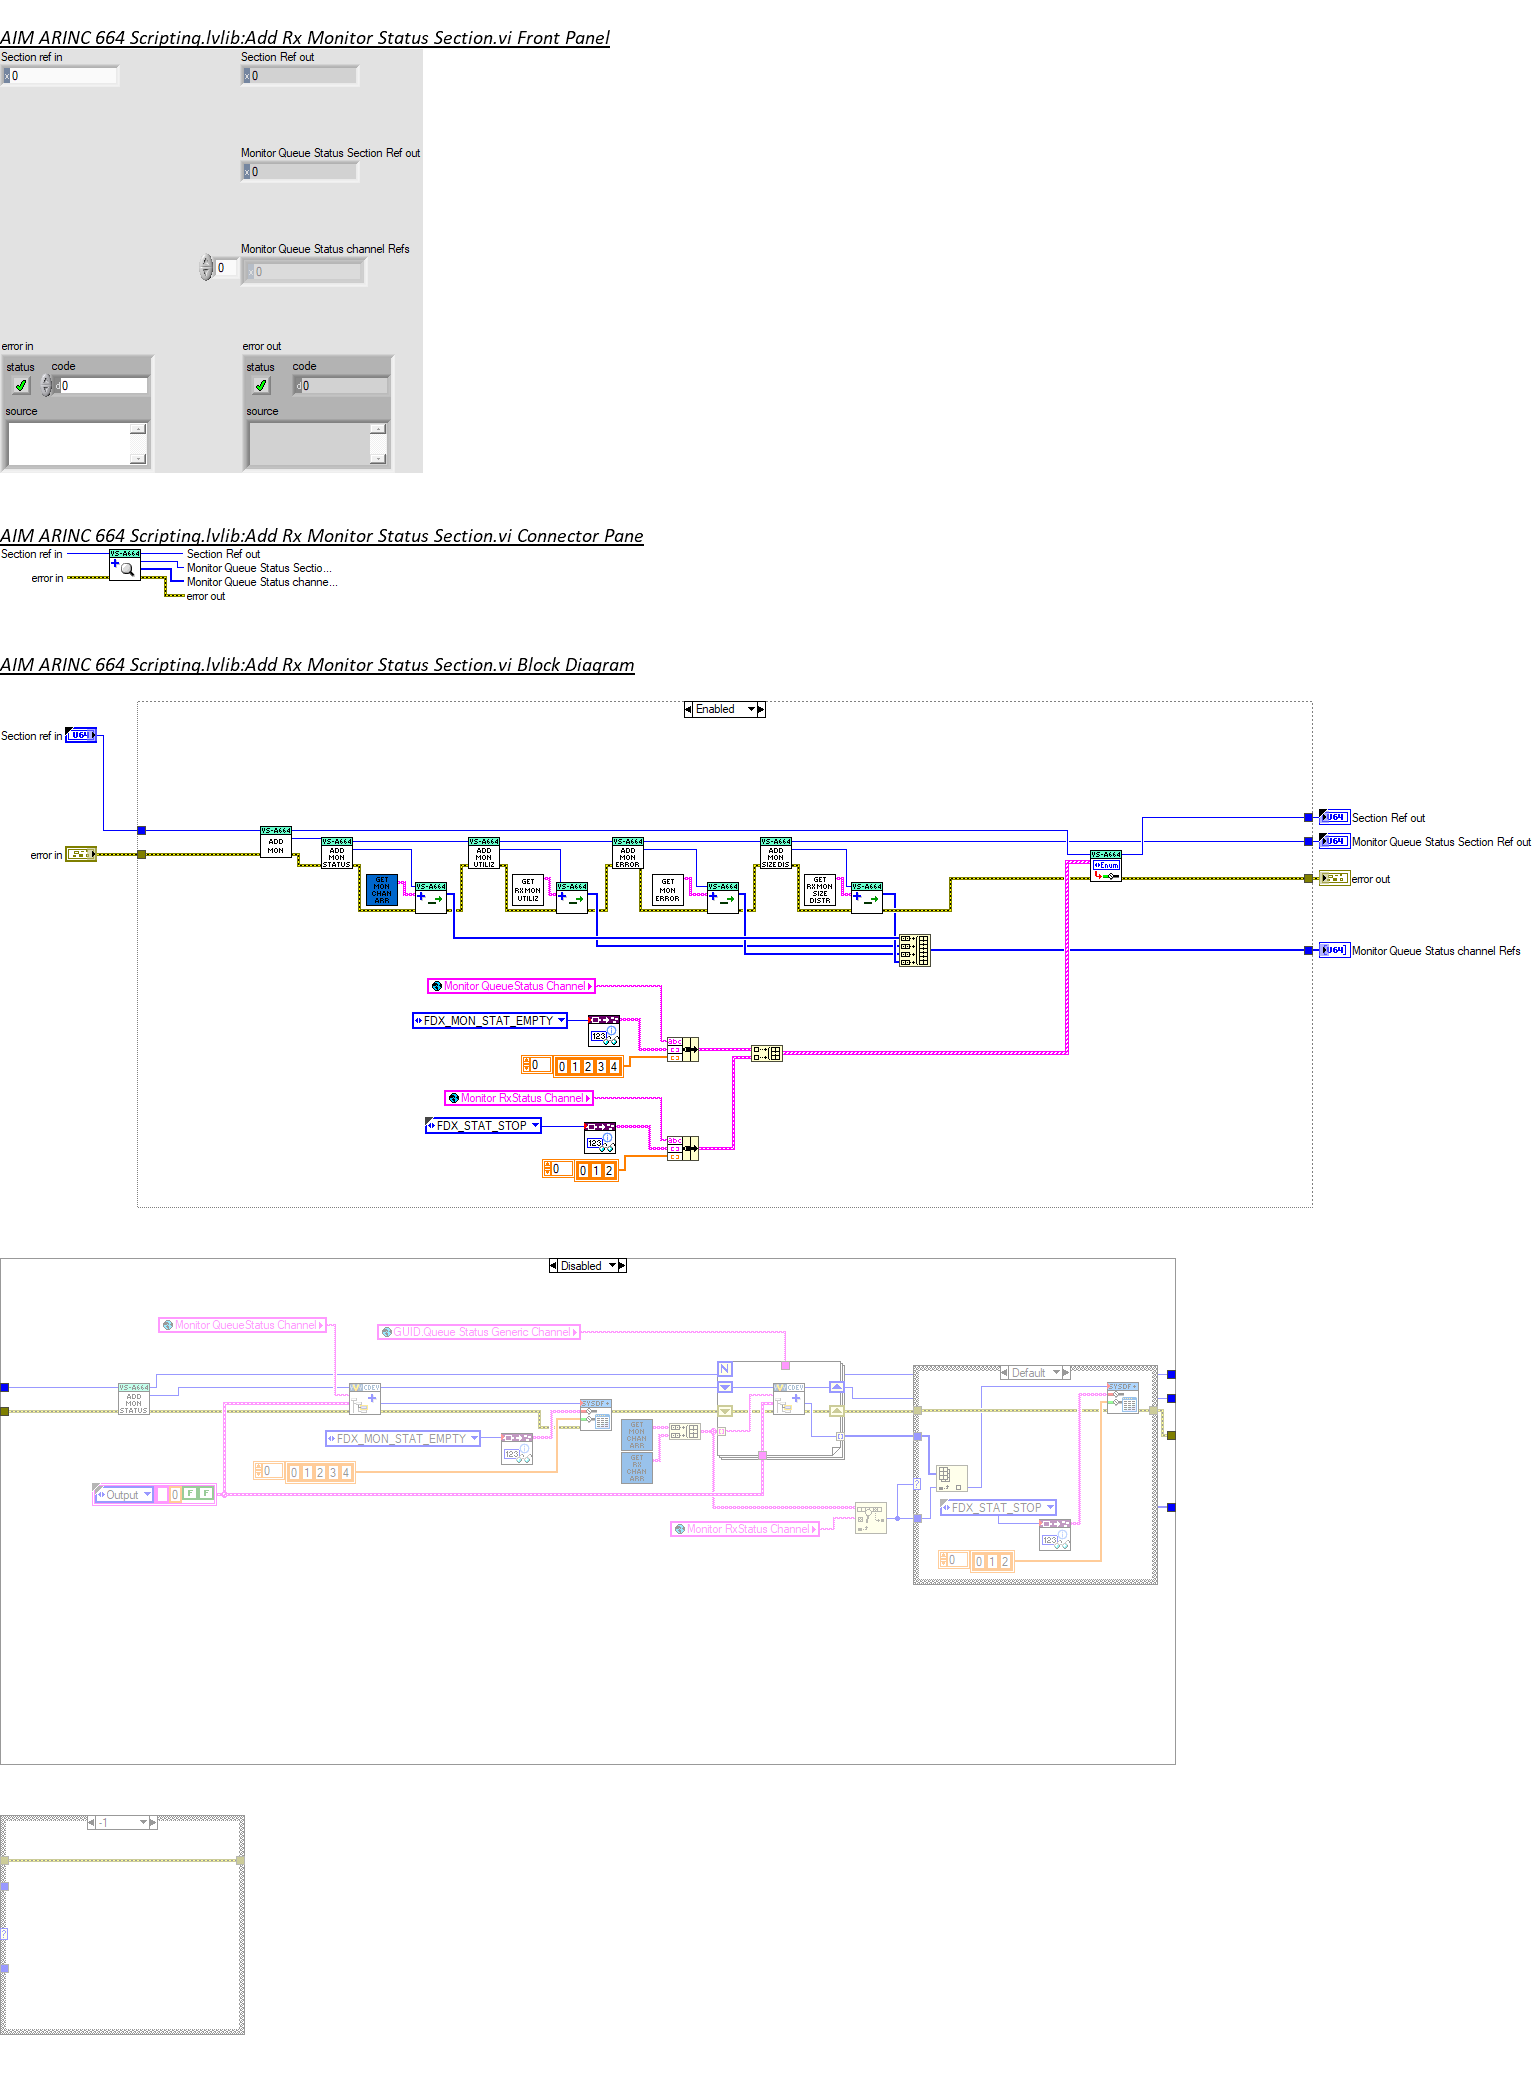 AIM ARINC 664 Scripting.lvlib:Add Rx Monitor Status Section.vi Front Panel
Section ref in
Section Ref out
x 0
x 0
Monitor Queue Status Section Ref out
x 0
Monitor Queue Status channel Refs
0
x 0
error in
error out
status code
status code
d 0
d 0
source
source
AIM ARINC 664 Scripting.lvlib:Add Rx Monitor Status Section.vi Connector Pane
Section ref in
VS-A664
Section Ref out
Monitor Queue Status Sectio...
error in
Monitor Queue Status channe...
error out
AIM ARINC 664 Scripting.lvlib:Add Rx Monitor Status Section.vi Block Diagram
Enabled
Section ref in
U64
Section Ref out
U64
Monitor Queue Status Section Ref out
U64
error in
error out
VS-A664
ADD
MON
VS-A664
ADD
MON
STATUS
VS-A664
ADD
MON
UTILIZ
VS-A664
ADD
MON
ERROR
VS-A664
ADD
MON
SIZE DIS
VS-A664
Enum
GET
MON
CHAN
ARR
VS-A664
GET
RX MON
UTILIZ
VS-A664
GET
MON
ERROR
VS-A664
GET
RX MON
SIZE
DISTR
VS-A664
U64
Monitor Queue Status channel Refs
Monitor QueueStatus Channel
FDX_MON_STAT_EMPTY
123
abc
0
0 1 2 3 4
Monitor RxStatus Channel
FDX_STAT_STOP
123
abc
0
0 1 2
Disabled
Monitor QueueStatus Channel
GUID.Queue Status Generic Channel
N
Default
VS-A664
ADD
MON
STATUS
CDEV
CDEV
SYSDF
SYSDF
FDX_MON_STAT_EMPTY
123
GET
MON
CHAN
ARR
GET
RX
CHAN
ARR
0
0 1 2 3 4
Output
0 F F
Monitor RxStatus Channel
?
FDX_STAT_STOP
123
0
0 1 2
-1
?